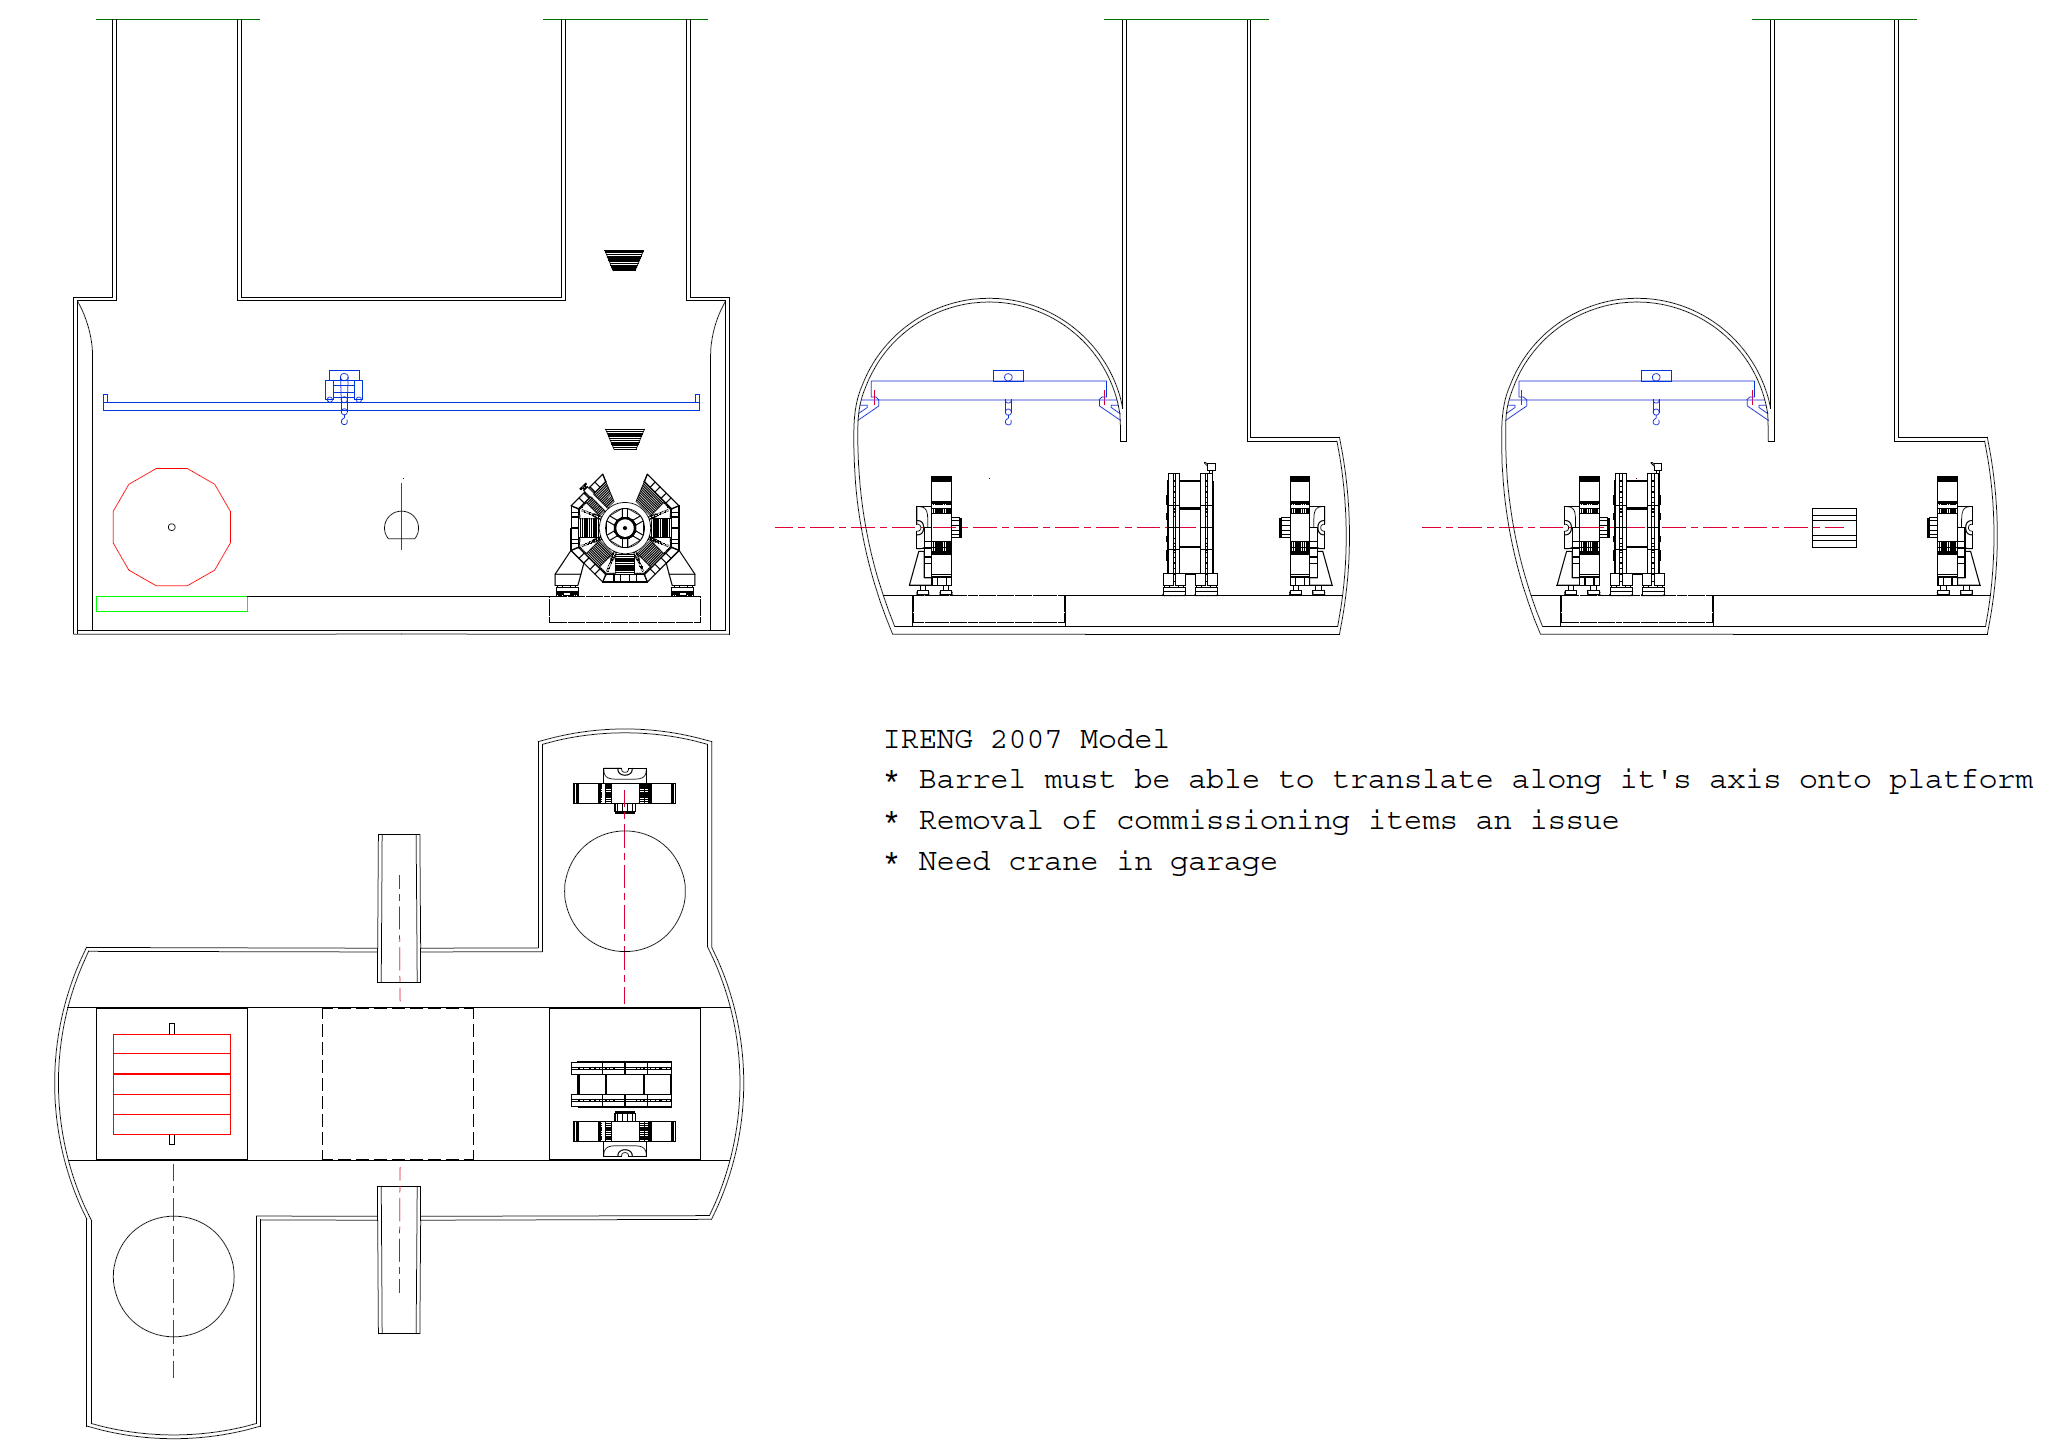 IRENG 2007 Model
* Barrel must be able to translate along it's axis onto platform
* Removal of commissioning items an issue
* Need crane in garage